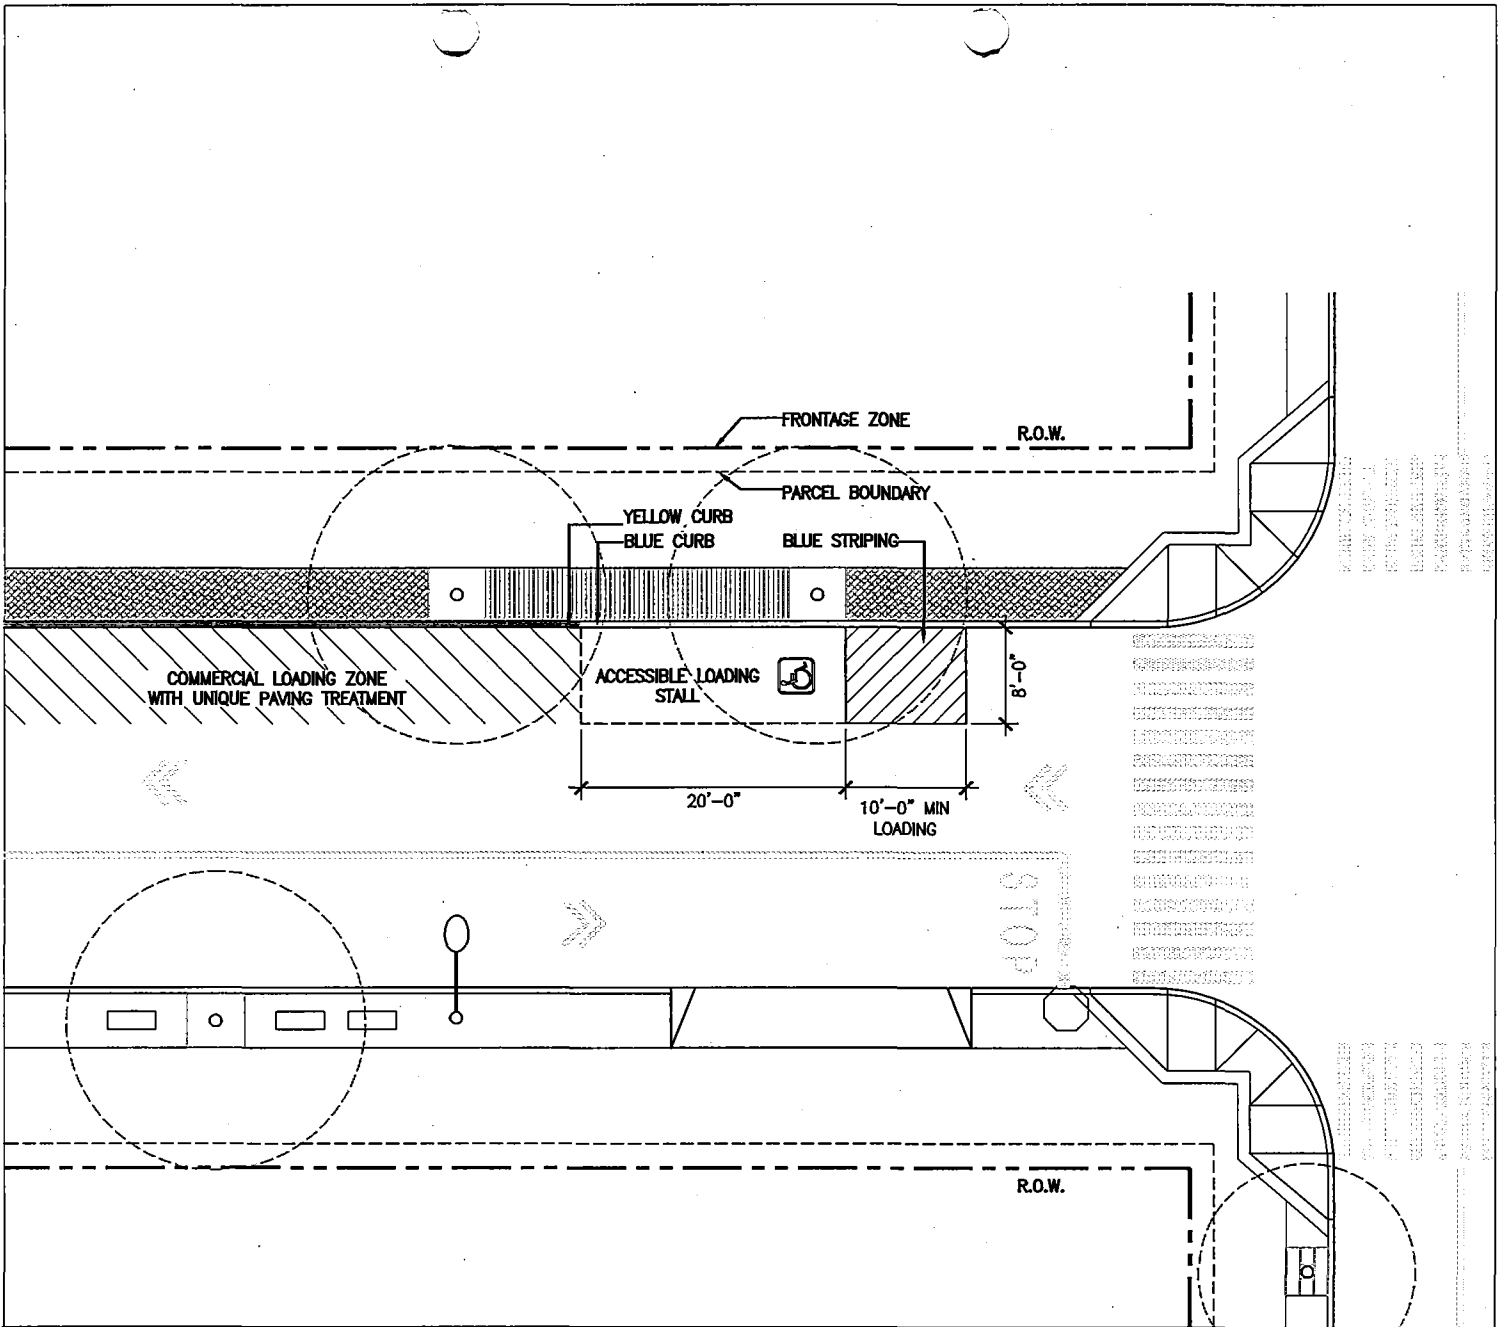 FRONTAGE ZONE
R.O.W.
PARCEL BOUNDARY
YELLOW CURB
BLUE CURB
BLUE STRIPING
COMMERCIAL LOADING ZONE
WITH UNIQUE PAVING TREATMENT
ACCESSIBLE LOADING
STALL
8'-0"
20'-0"
10'-0" MIN
LOADING
STOP
R.O.W.